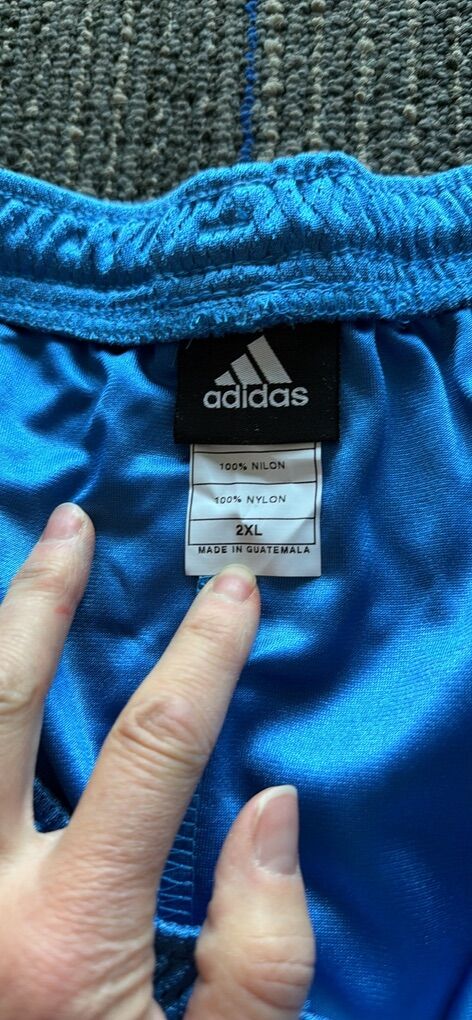 adidas
100% NILON
100% NYLON
2XL
MADE IN GUATEMALA